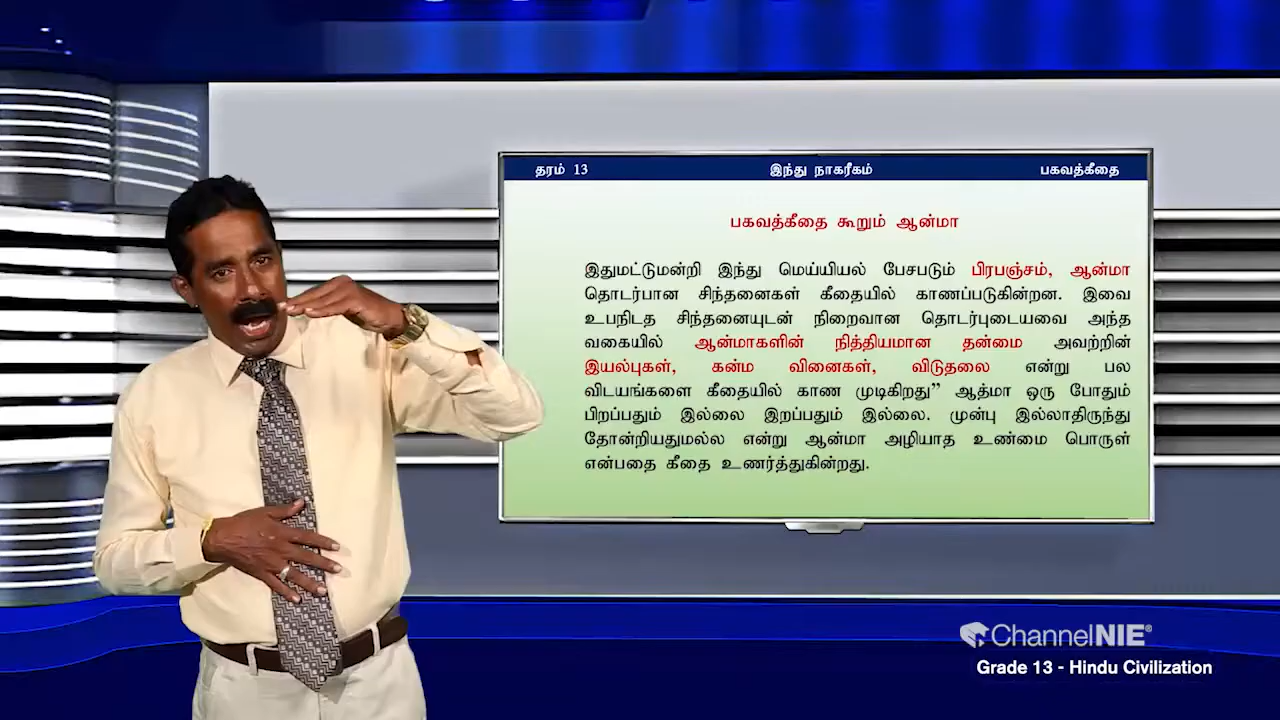 தரம் 13 இந்து நாகரீகம் பகவத்கீதை
பகவத்கீதை கூறும் ஆன்மா
இதுமட்டுமன்றி இந்து மெய்யியல் பேசபடும் பிரபஞ்சம், ஆன்மா
தொடர்பான சிந்தனைகள் கீதையில் காணப்படுகின்றன. இவை
உபநிடத சிந்தனையுடன் நிறைவான தொடர்புடையவை அந்த
வகையில் ஆன்மாகளின் நித்தியமான தன்மை அவற்றின்
இயல்புகள், கன்ம வினைகள், விடுதலை என்று பல
விடயங்களை கீதையில் காண முடிகிறது” ஆத்மா ஒரு போதும்
பிறப்பதும் இல்லை இறப்பதும் இல்லை. முன்பு இல்லாதிருந்து
தோன்றியதுமல்ல என்று ஆன்மா அழியாத உண்மை பொருள்
என்பதை கீதை உணர்த்துகின்றது.
ChannelNIE®
Grade 13 - Hindu Civilization